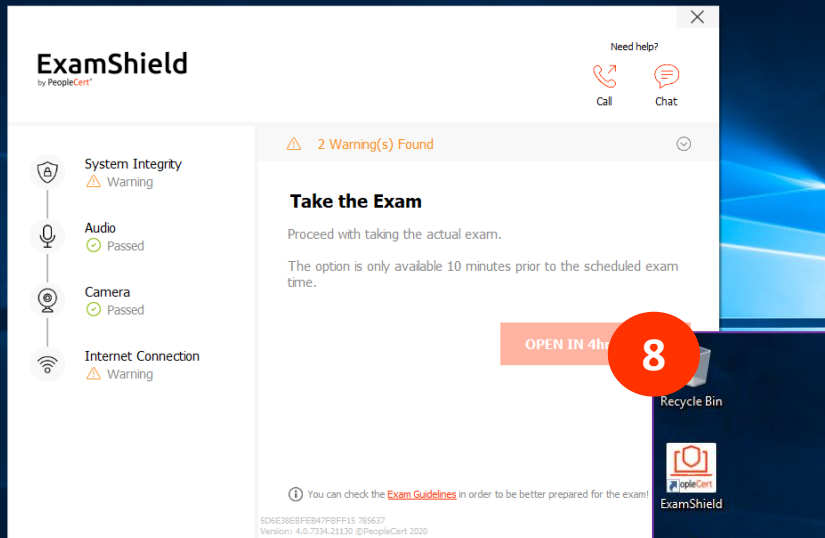 Need help?
ExamShield
by PeopleCert
Call
Chat
2 Warning(s) Found
System Integrity
Warning
Audio
Passed
Camera
Passed
Internet Connection
Warning
Take the Exam
Proceed with taking the actual exam.
The option is only available 10 minutes prior to the scheduled exam
time.
OPEN IN 4hr
8
Recycle Bin
opleCert
ExamShield
You can check the Exam Guidelines in order to be better prepared for the exam!
5D6E38EBFEB47FBFF15 785637
Version: 4.0.7334.21130 ©PeopleCert 2020